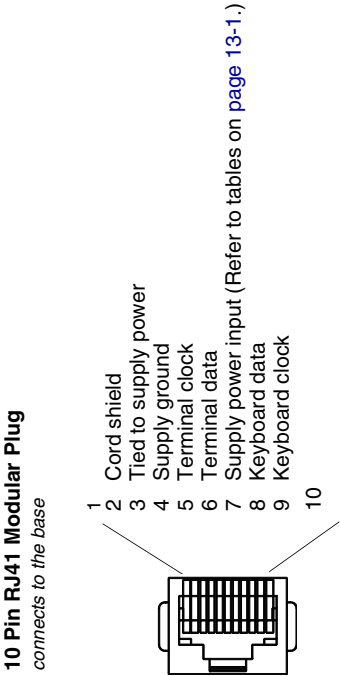 10 Pin RJ41 Modular Plug
connects to the base
1
2 Cord shield
3 Tied to supply power
4 Supply ground
5 Terminal clock
6 Terminal data
7 Supply power input (Refer to tables on page 13-1.)
8 Keyboard data
9 Keyboard clock
10